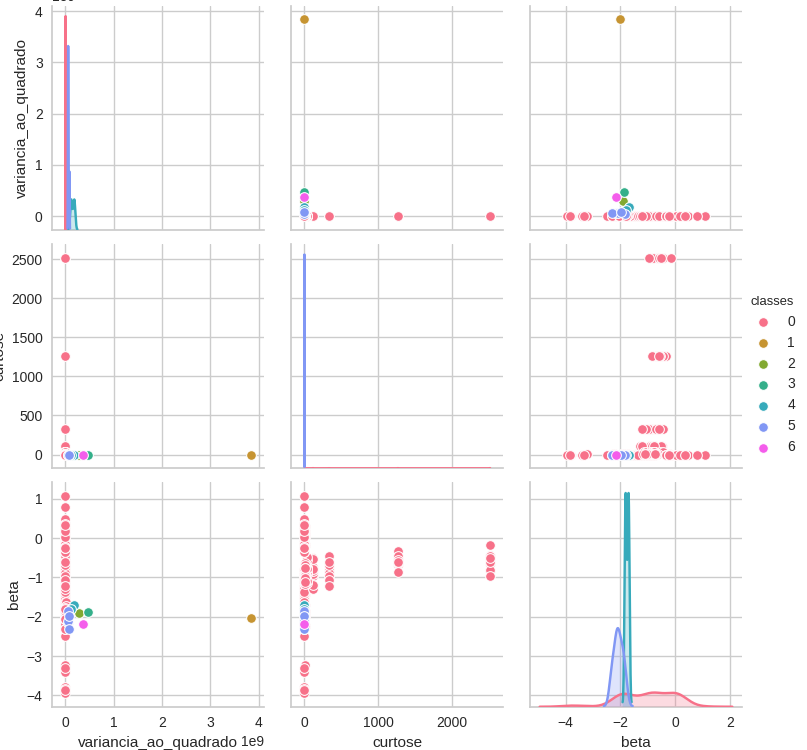 4
3
2
1
0
variancia_ao_quadrado
2500
2000
1500
1000
500
0
1
0
−1
−2
−3
−4
beta
0 1 2 3 4
variancia_ao_quadrado 1e9
0 1000 2000
curtose
−4 −2 0 2
beta
classes
0
1
2
3
4
5
6